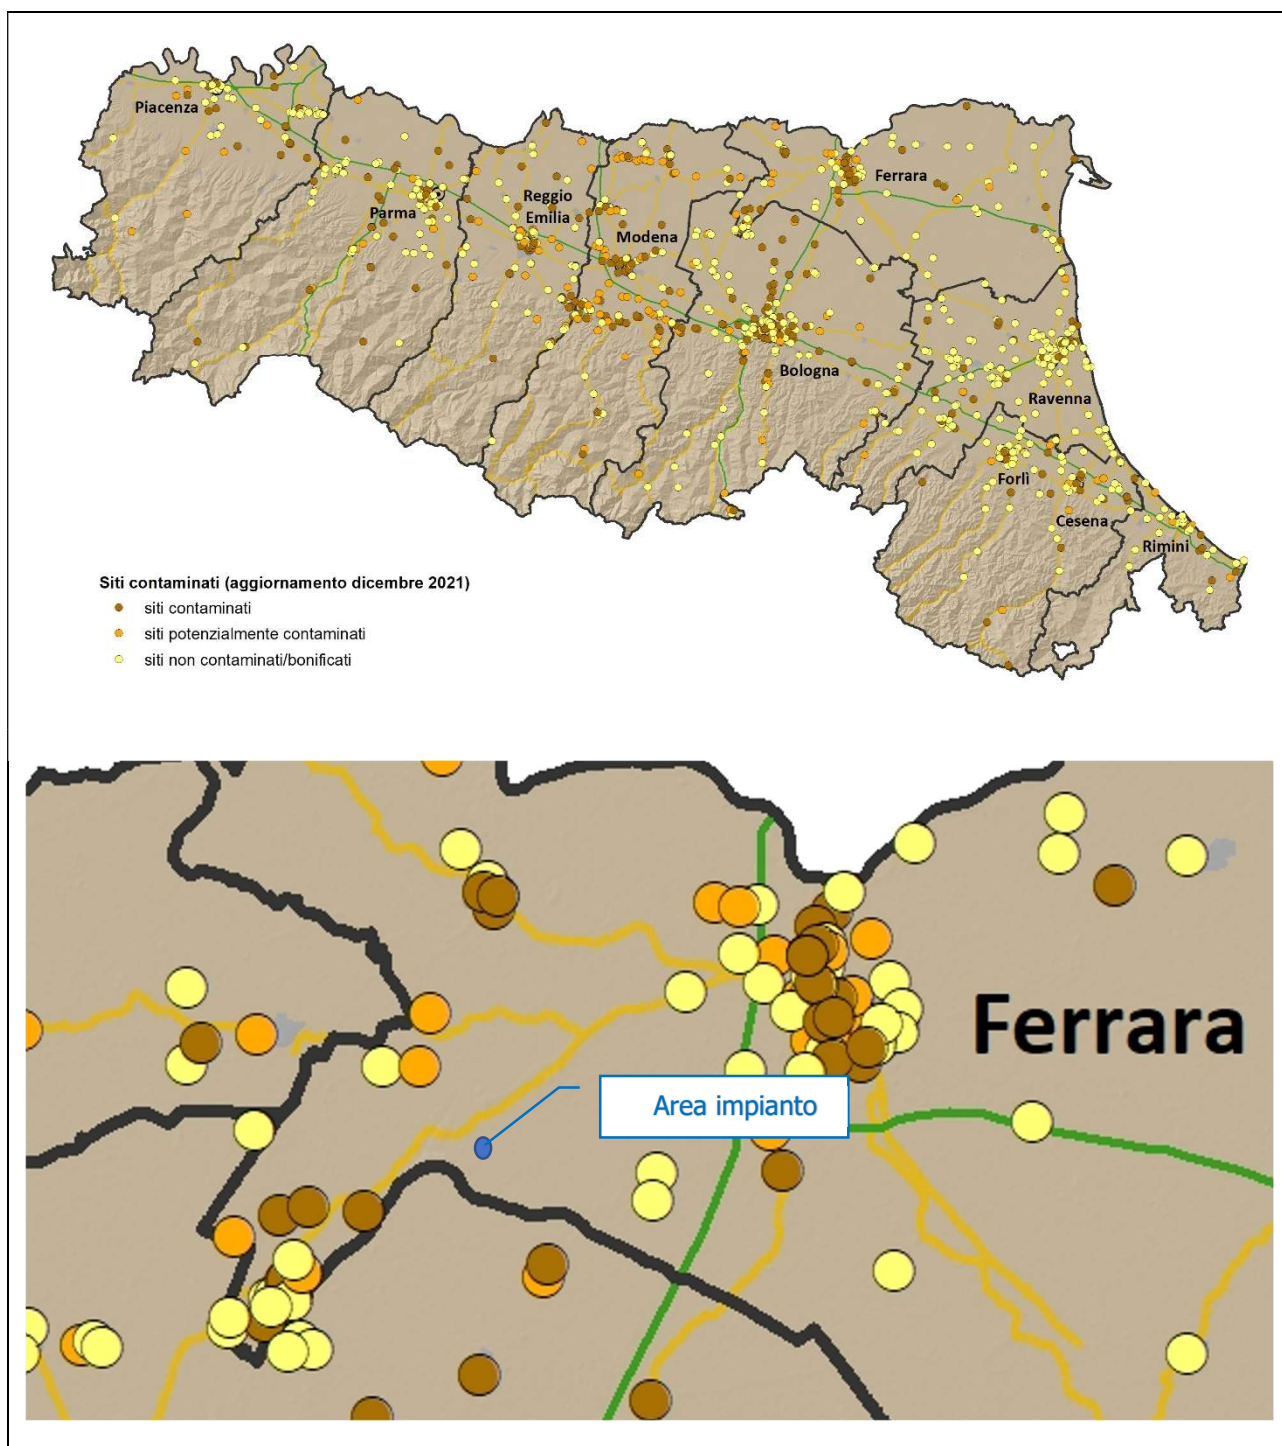 Piacenza
Parma
Reggio
Emilia
Modena
Ferrara
Bologna
Ravenna
Forlì
Cesena
Rimini
Siti contaminati (aggiornamento dicembre 2021)
siti contaminati
siti potenzialmente contaminati
siti non contaminati/bonificati
Ferrara
Area impianto